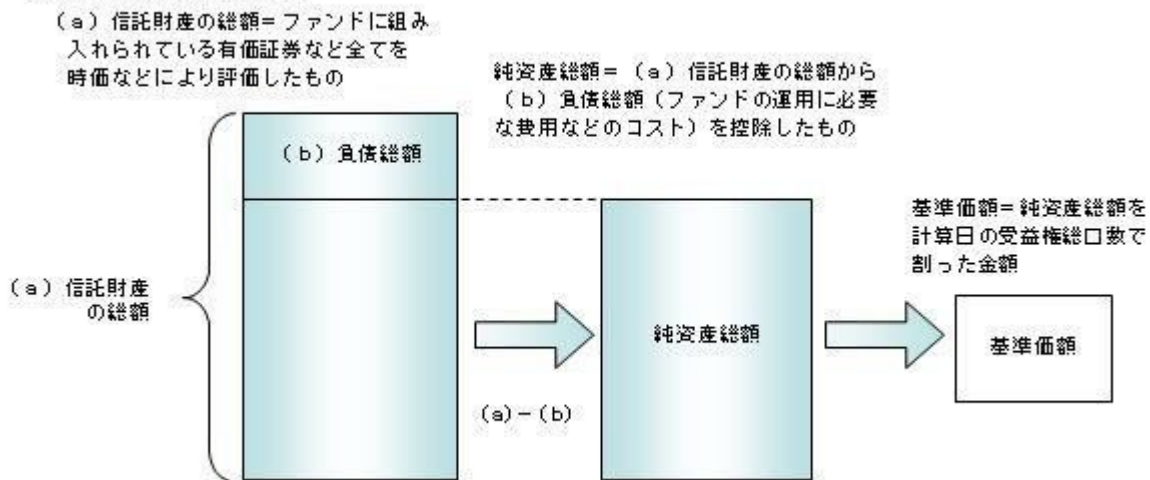 （a）信託財産の総額＝ファンドに組み
入れられている有価証券など全てを
時価などにより評価したもの
純資産総額＝（a）信託財産の総額から
（b）負債総額（ファンドの運用に必要
な費用などのコスト）を控除したもの
（b）負債総額
基準価額＝純資産総額を
計算日の受益権総口数で
割った金額
（a）信託財産
の総額
純資産総額
基準価額
(a)－(b)